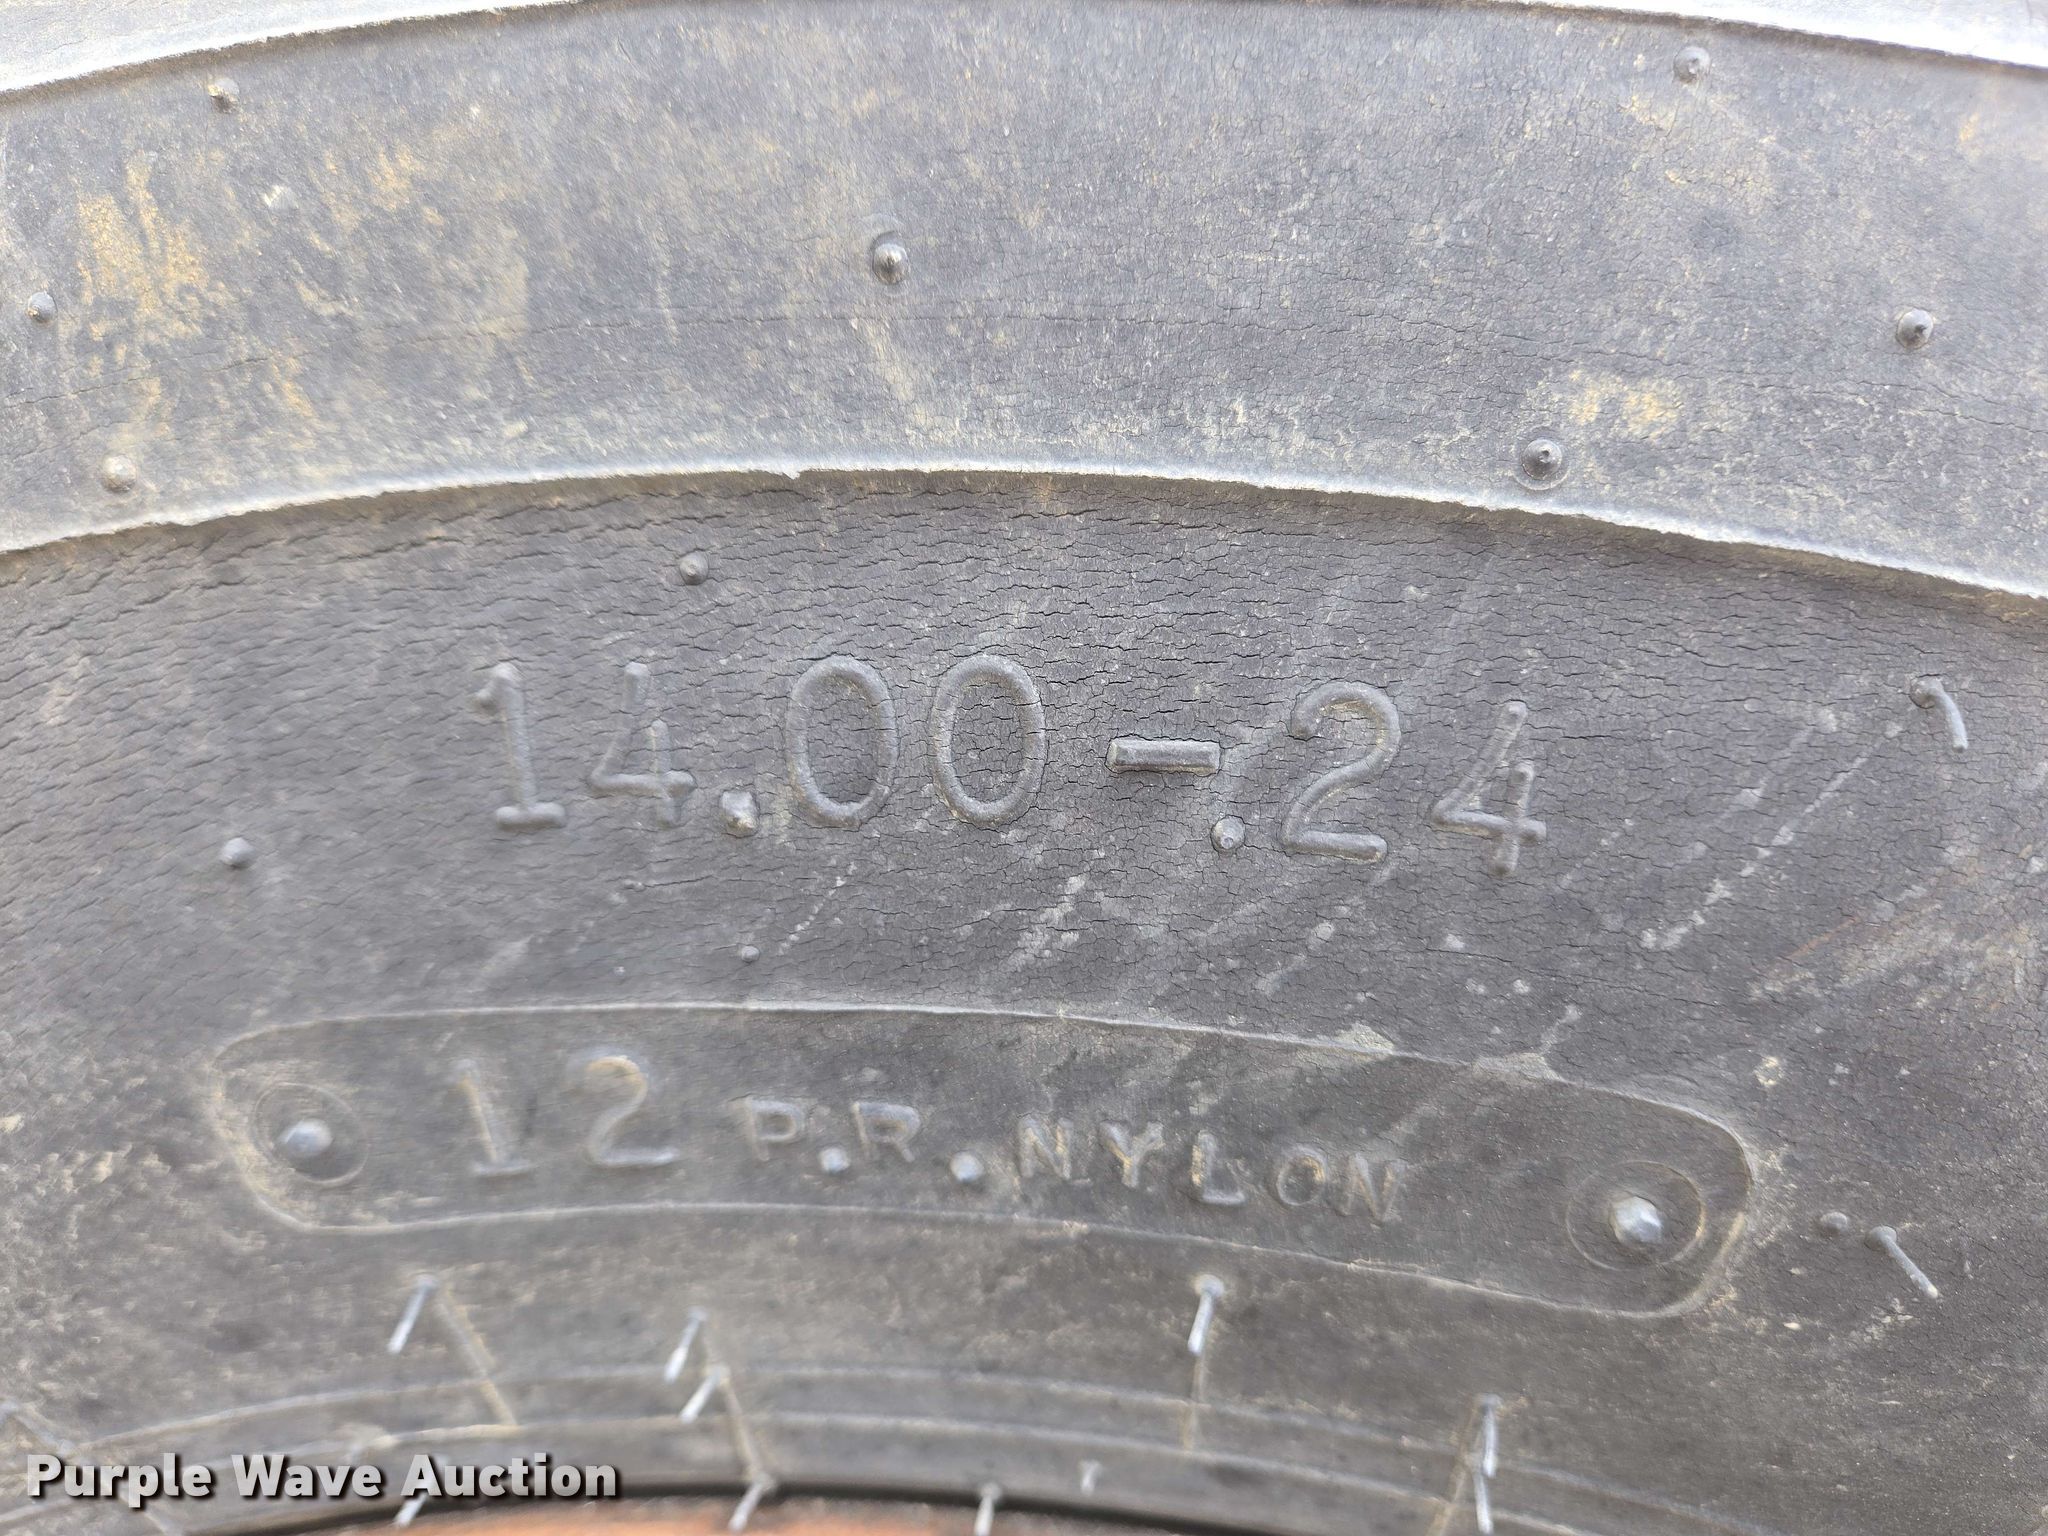 14.00-24
12 P.R. NYLON
Purple Wave Auction